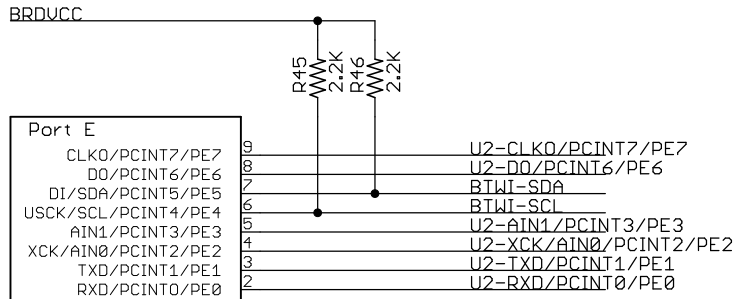 BRDVCC
R45
2.2K
R46
2.2K
Port E
CLKO/PCINT7/PE7 9 U2-CLKO/PCINT7/PE7
DO/PCINT6/PE6 8 U2-DO/PCINT6/PE6
DI/SDA/PCINT5/PE5 7 BTWI-SDA
USCK/SCL/PCINT4/PE4 6 BTWI-SCL
AIN1/PCINT3/PE3 5 U2-AIN1/PCINT3/PE3
XCK/AIN0/PCINT2/PE2 4 U2-XCK/AIN0/PCINT2/PE2
TXD/PCINT1/PE1 3 U2-TXD/PCINT1/PE1
RXD/PCINT0/PE0 2 U2-RXD/PCINT0/PE0